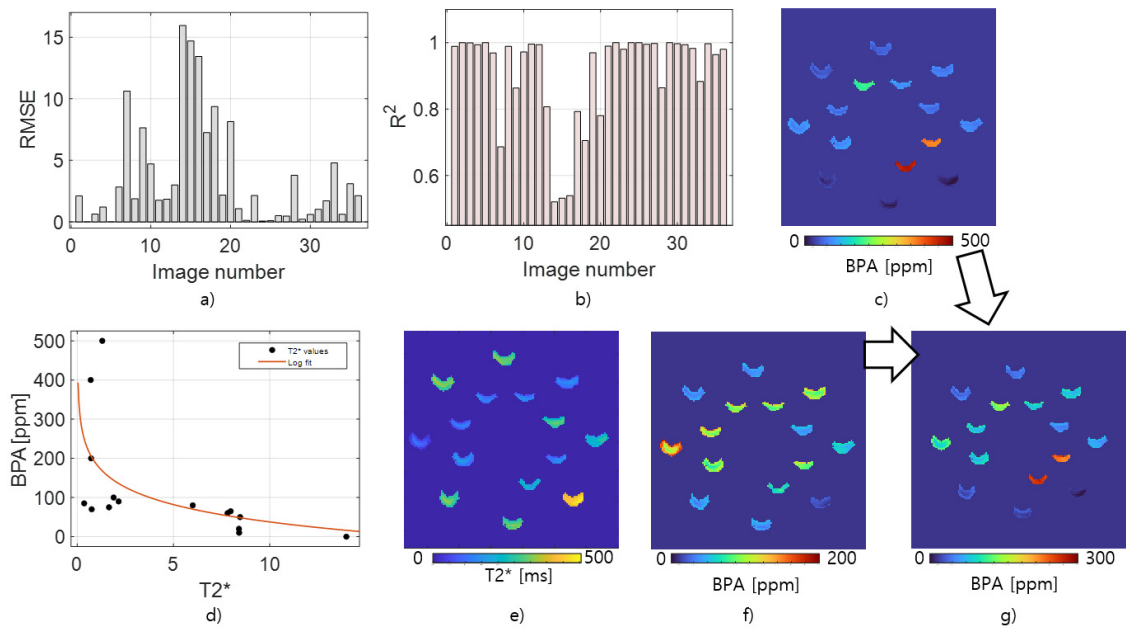 15
10
5
0
RMSE
0 10 20 30
Image number
a)
1
0.8
0.6
R2
0 10 20 30
Image number
b)
0 500
BPA [ppm]
c)
500
400
300
200
100
0
BPA [ppm]
T2* values
Log fit
0 5 10
T2*
d)
0 500
T2* [ms]
e)
0 200
BPA [ppm]
f)
0 300
BPA [ppm]
g)